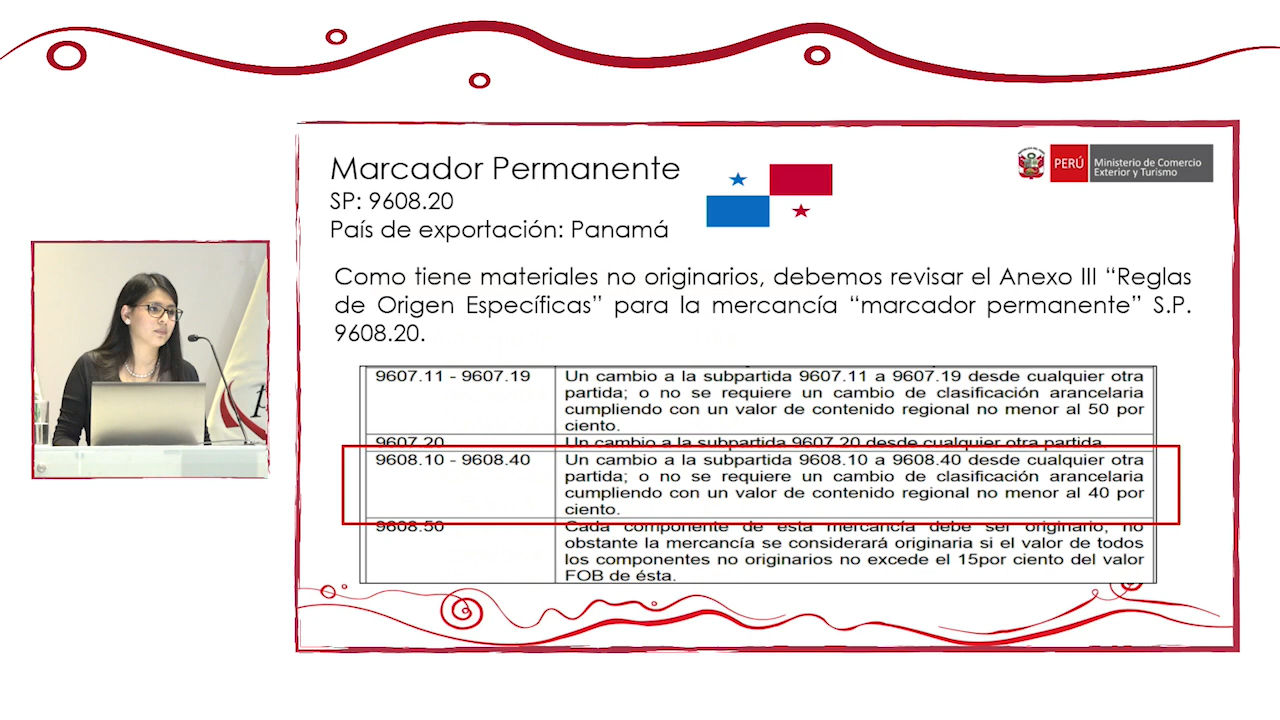 Marcador Permanente
SP: 9608.20
País de exportación: Panamá
PERÚ
Ministerio de Comercio
Exterior y Turismo
Como tiene materiales no originarios, debemos revisar el Anexo III “Reglas
de Origen Específicas” para la mercancía “marcador permanente” S.P.
9608.20.
9607.11 - 9607.19
Un cambio a la subpartida 9607.11 a 9607.19 desde cualquier otra
partida; o no se requiere un cambio de clasificación arancelaria
cumpliendo con un valor de contenido regional no menor al 50 por
ciento.
9607.20
Un cambio a la subpartida 9607.20 desde cualquier otra partida
9608.10 - 9608.40
Un cambio a la subpartida 9608.10 a 9608.40 desde cualquier otra
partida; o no se requiere un cambio de clasificación arancelaria
cumpliendo con un valor de contenido regional no menor al 40 por
ciento.
9608.50
Cada componente de esta mercancía debe ser originario, no
obstante la mercancía se considerará originaria si el valor de todos
los componentes no originarios no excede el 15por ciento del valor
FOB de ésta.